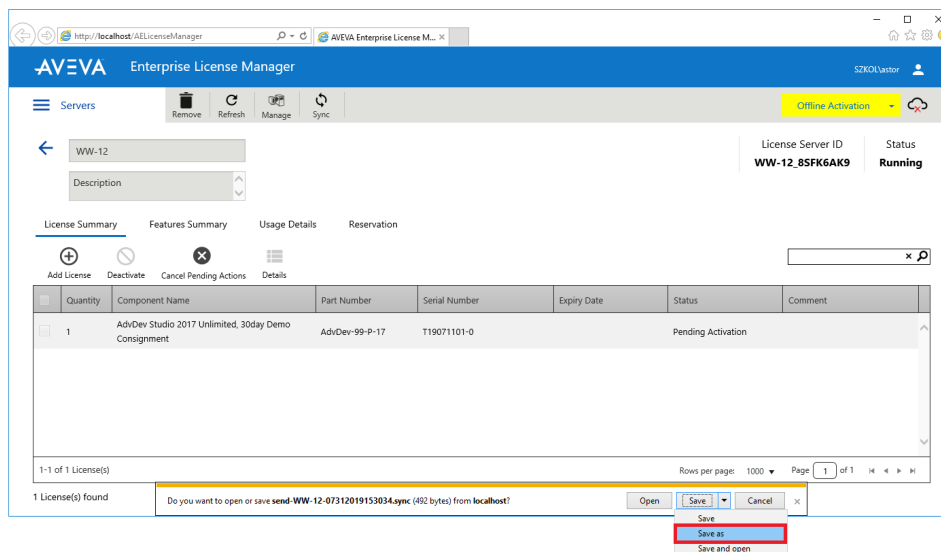 http://localhost/AELicenseManager
AVEVA Enterprise License M...
AVEVA Enterprise License Manager
SZKOL\astor
Servers
Remove Refresh Manage Sync
Offline Activation
WW-12
Description
License Server ID Status
WW-12_8SFK6AK9 Running
License Summary Features Summary Usage Details Reservation
Add License Deactivate Cancel Pending Actions Details
Quantity Component Name Part Number Serial Number Expiry Date Status Comment
1 AdvDev Studio 2017 Unlimited, 30day Demo Consignment AdvDev-99-P-17 T19071101-0 Pending Activation
1-1 of 1 License(s) Rows per page: 1000 Page 1 of 1
1 License(s) found
Do you want to open or save send-WW-12-07312019153034.sync (492 bytes) from localhost? Open Save Cancel
Save
Save as
Save and open